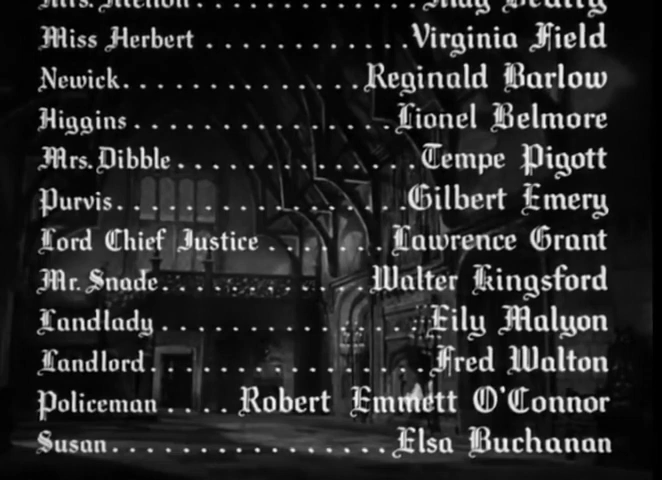 Miss Herbert . . . . . . . . . . . . . . Virginia Field
Newick. . . . . . . . . . . . . . . . Reginald Barlow
Higgins . . . . . . . . . . . . . . . . . . Lionel Belmore
Mrs. Dibble . . . . . . . . . . . . . . . . Tempe Pigott
Purvis. . . . . . . . . . . . . . . . . . . . Gilbert Emery
Lord Chief Justice . . . . . . . Lawrence Grant
Mr. Snade. . . . . . . . . . . . . . Walter Kingsford
Landlady . . . . . . . . . . . . . . . . . . Eily Malyon
Landlord. . . . . . . . . . . . . . . . . . . Fred Walton
Policeman . . . . Robert Emmett O'Connor
Susan. . . . . . . . . . . . . . . . . . . Elsa Buchanan